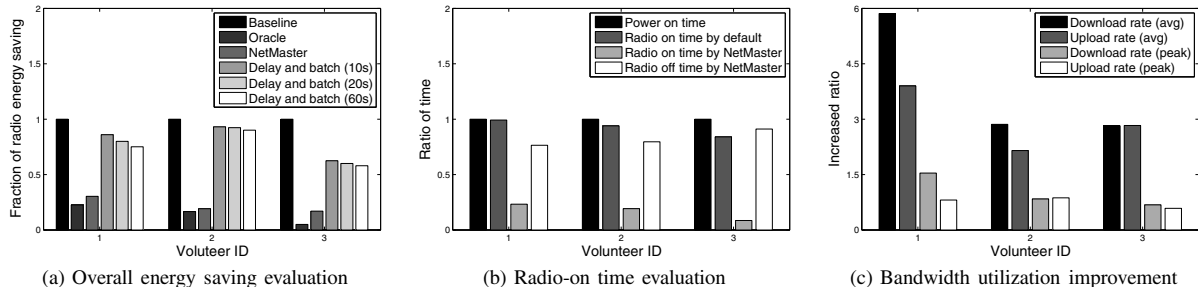 Fraction of radio energy saving
2
1.5
1
0.5
0
Baseline
Oracle
NetMaster
Delay and batch (10s)
Delay and batch (20s)
Delay and batch (60s)
1
2
3
Voluteer ID
(a) Overall energy saving evaluation
Ratio of time
2
1.5
1
0.5
0
Power on time
Radio on time by default
Radio on time by NetMaster
Radio off time by NetMaster
1
2
3
Volunteer ID
(b) Radio-on time evaluation
Increased ratio
6
4.5
3
1.5
0
Download rate (avg)
Upload rate (avg)
Download rate (peak)
Upload rate (peak)
1
2
3
Volunteer ID
(c) Bandwidth utilization improvement